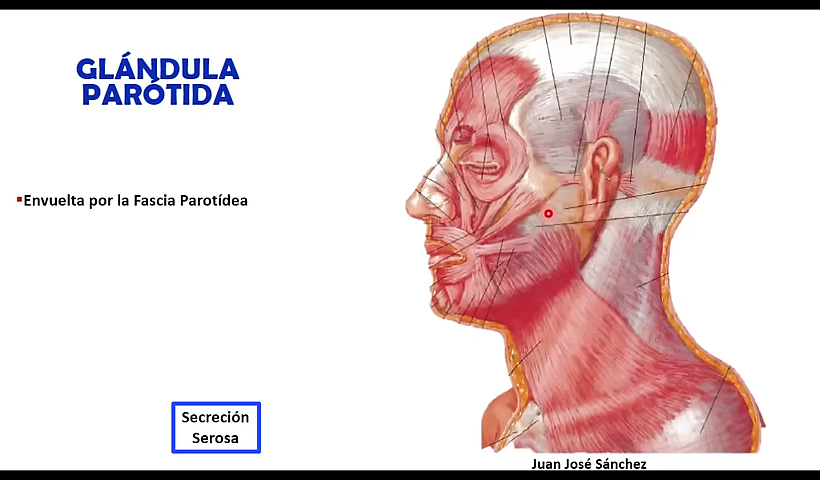 GLÁNDULA
PARÓTIDA
Envuelta por la Fascia Parotídea
Secreción
Serosa
Juan José Sánchez